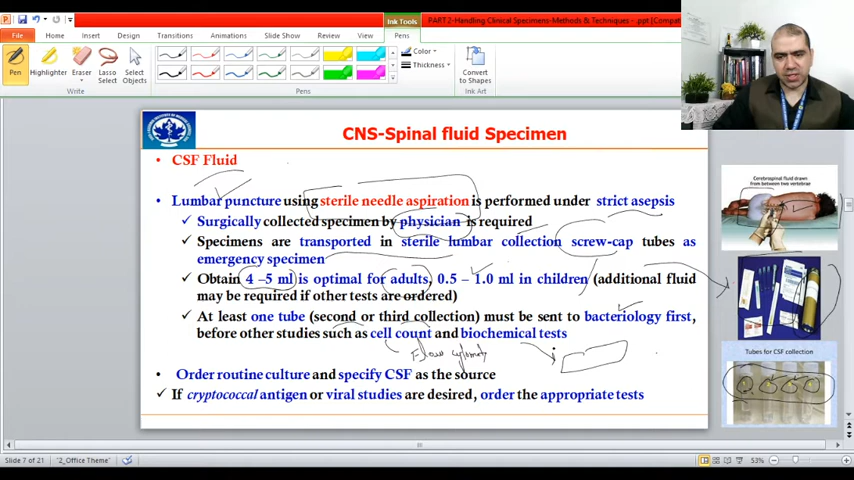 Ink Tools
PART 2-Handling Clinical Specimens-Methods & Techniques - .ppt [Compat
File
Home
Insert
Design
Transitions
Animations
Slide Show
Review
View
Pens
Pen
Highlighter
Eraser
Lasso
Select
Select
Objects
Color
Thickness
Convert
to Shapes
Write
Pens
Ink Art
CNS-Spinal fluid Specimen
• CSF Fluid
• Lumbar puncture using sterile needle aspiration is performed under strict asepsis
✓ Surgically collected specimen by physician is required
✓ Specimens are transported in sterile lumbar collection screw-cap tubes as
emergency specimen
✓ Obtain 4 –5 ml is optimal for adults, 0.5 – 1.0 ml in children (additional fluid
may be required if other tests are ordered)
✓ At least one tube (second or third collection) must be sent to bacteriology first,
before other studies such as cell count and biochemical tests
Flow
• Order routine culture and specify CSF as the source
✓ If cryptococcal antigen or viral studies are desired, order the appropriate tests
Cerebrospinal fluid drawn
from between two vertebrae
Tubes for CSF collection
Slide 7 of 21
"2_Office Theme"
53%